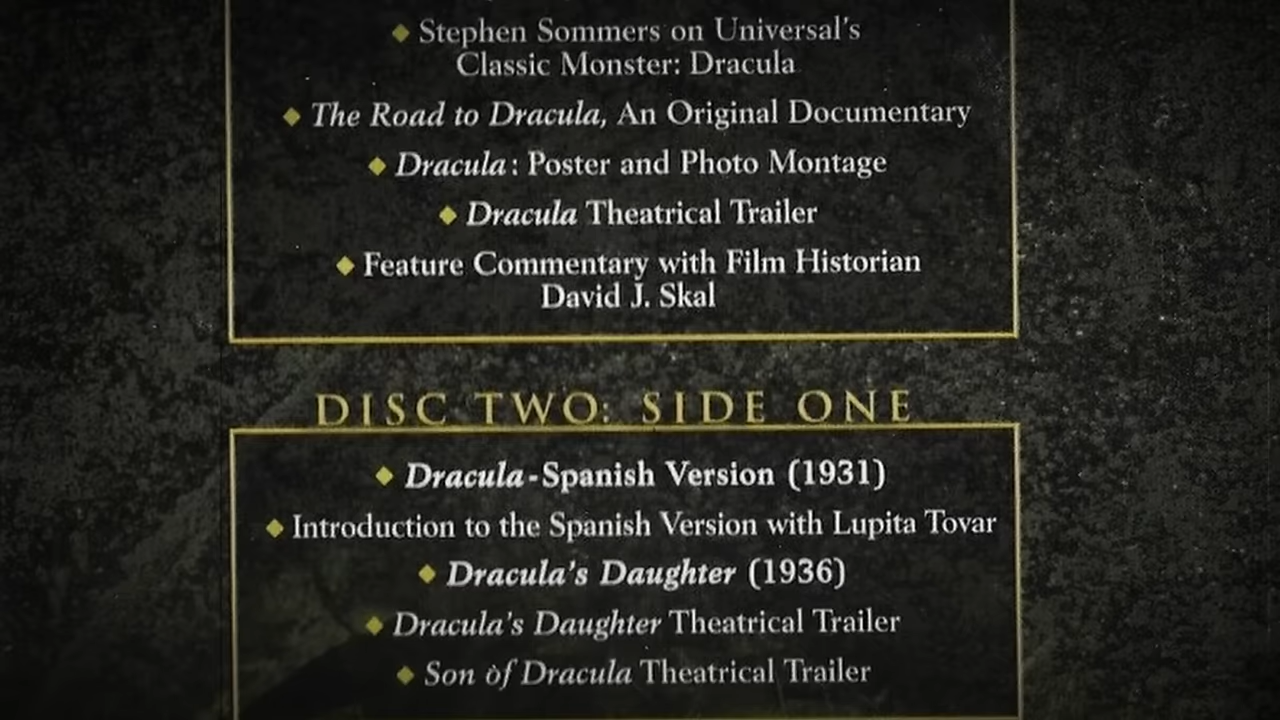 Stephen Sommers on Universal's
Classic Monster: Dracula
The Road to Dracula, An Original Documentary
Dracula: Poster and Photo Montage
Dracula Theatrical Trailer
Feature Commentary with Film Historian
David J. Skal
DISC TWO: SIDE ONE
Dracula-Spanish Version (1931)
Introduction to the Spanish Version with Lupita Tovar
Dracula's Daughter (1936)
Dracula's Daughter Theatrical Trailer
Son of Dracula Theatrical Trailer